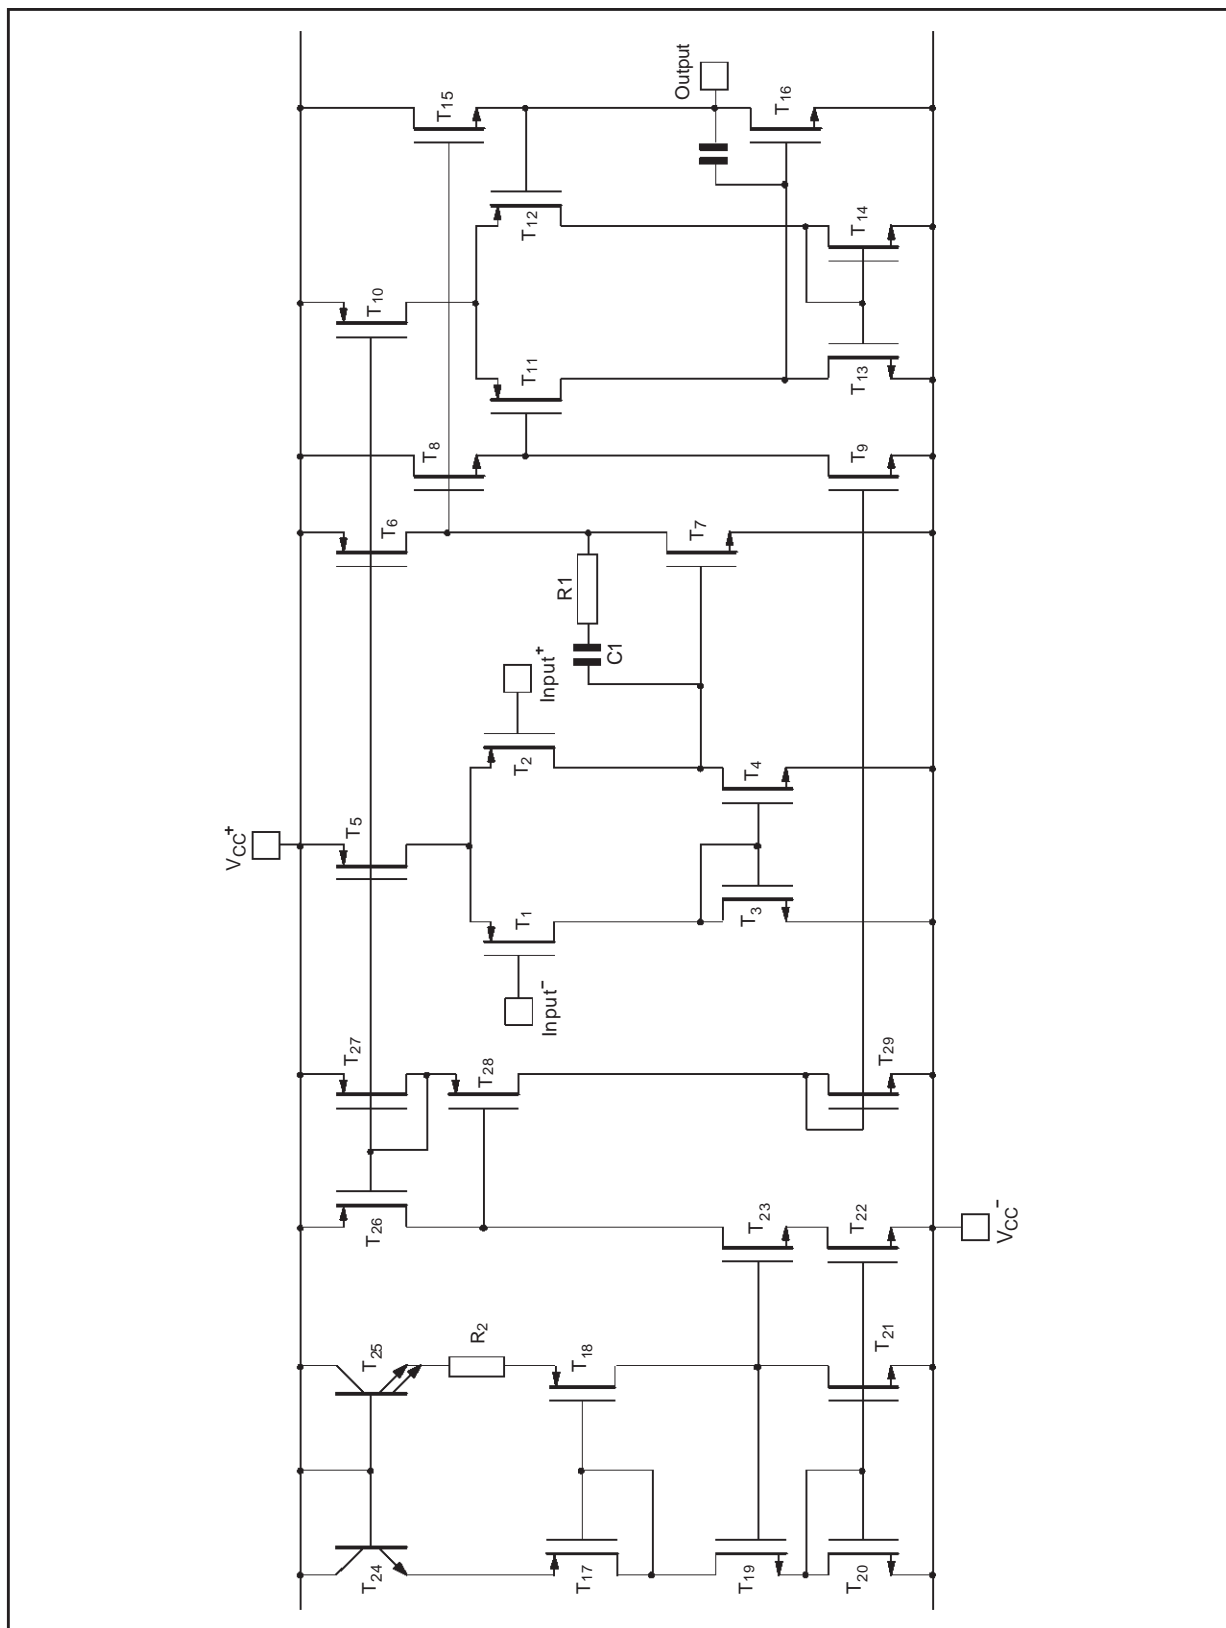 Output
T15
T16
T12
T14
T10
T11
T13
T8
T9
T6
T7
R1
C1
Input+
T2
T4
VCC+
T5
T1
T3
Input-
T27
T28
T29
T26
T23
T22
VCC-
T25
R2
T18
T21
T24
T17
T19
T20